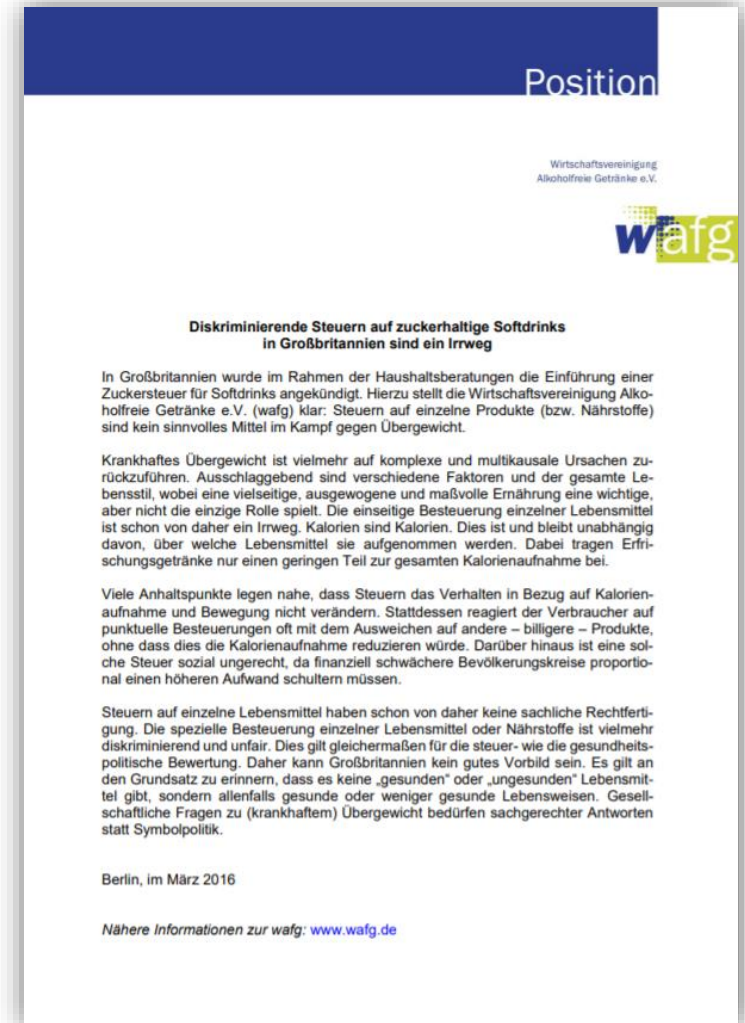 Position
Wirtschaftsvereinigung
Alkoholfreie Getränke e.V.
wafg
Diskriminierende Steuern auf zuckerhaltige Softdrinks
in Großbritannien sind ein Irrweg
In Großbritannien wurde im Rahmen der Haushaltsberatungen die Einführung einer
Zuckersteuer für Softdrinks angekündigt. Hierzu stellt die Wirtschaftsvereinigung Alko-
holfreie Getränke e.V. (wafg) klar: Steuern auf einzelne Produkte (bzw. Nährstoffe)
sind kein sinnvolles Mittel im Kampf gegen Übergewicht.
Krankhaftes Übergewicht ist vielmehr auf komplexe und multikausale Ursachen zu-
rückzuführen. Ausschlaggebend sind verschiedene Faktoren und der gesamte Le-
bensstil, wobei eine vielseitige, ausgewogene und maßvolle Ernährung eine wichtige,
aber nicht die einzige Rolle spielt. Die einseitige Besteuerung einzelner Lebensmittel
ist schon von daher ein Irrweg. Kalorien sind Kalorien. Dies ist und bleibt unabhängig
davon, über welche Lebensmittel sie aufgenommen werden. Dabei tragen Erfri-
schungsgetränke nur einen geringen Teil zur gesamten Kalorienaufnahme bei.
Viele Anhaltspunkte legen nahe, dass Steuern das Verhalten in Bezug auf Kalorien-
aufnahme und Bewegung nicht verändern. Stattdessen reagiert der Verbraucher auf
punktuelle Besteuerungen oft mit dem Ausweichen auf andere – billigere – Produkte,
ohne dass dies die Kalorienaufnahme reduzieren würde. Darüber hinaus ist eine sol-
che Steuer sozial ungerecht, da finanziell schwächere Bevölkerungskreise proportio-
nal einen höheren Aufwand schultern müssen.
Steuern auf einzelne Lebensmittel haben schon von daher keine sachliche Rechtferti-
gung. Die spezielle Besteuerung einzelner Lebensmittel oder Nährstoffe ist vielmehr
diskriminierend und unfair. Dies gilt gleichermaßen für die steuer- wie die gesundheits-
politische Bewertung. Daher kann Großbritannien kein gutes Vorbild sein. Es gilt an
den Grundsatz zu erinnern, dass es keine „gesunden“ oder „ungesunden“ Lebensmit-
tel gibt, sondern allenfalls gesunde oder weniger gesunde Lebensweisen. Gesell-
schaftliche Fragen zu (krankhaftem) Übergewicht bedürfen sachgerechter Antworten
statt Symbolpolitik.
Berlin, im März 2016
Nähere Informationen zur wafg: www.wafg.de